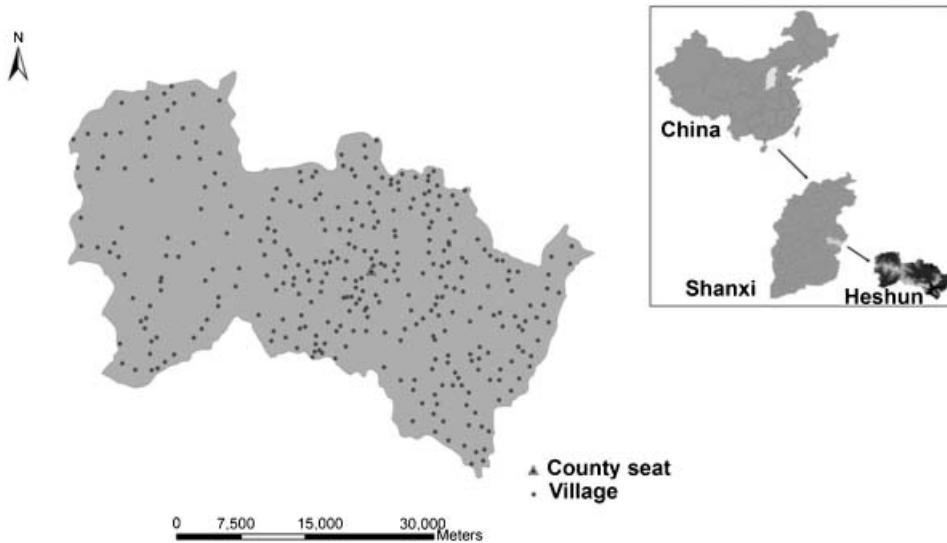 N
China
Shanxi
Heshun
County seat
Village
0 7,500 15,000 30,000
Meters